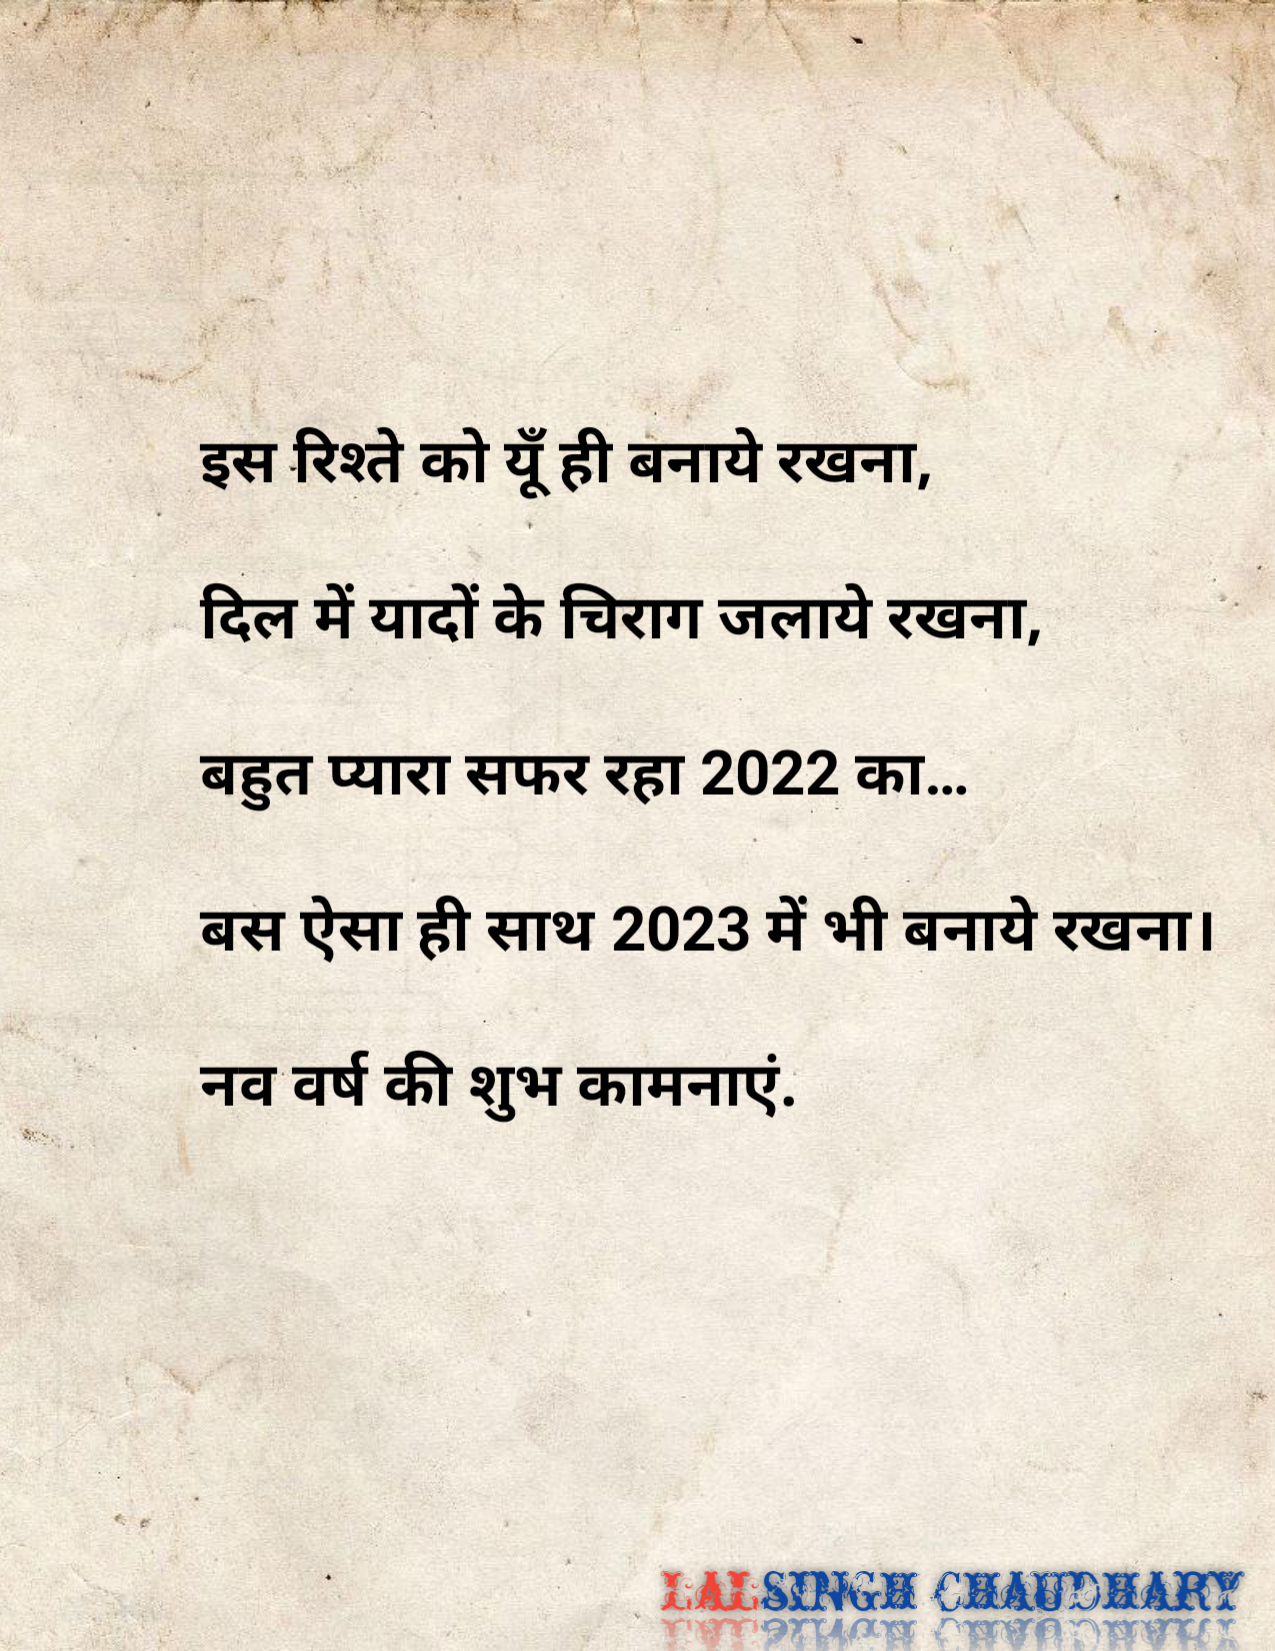 इस रिश्ते को यूँ ही बनाये रखना,
दिल में यादों के चिराग जलाये रखना,
बहुत प्यारा सफर रहा 2022 का...
बस ऐसा ही साथ 2023 में भी बनाये रखना।
नव वर्ष की शुभ कामनाएं.
LALSINGH CHAUDHARY